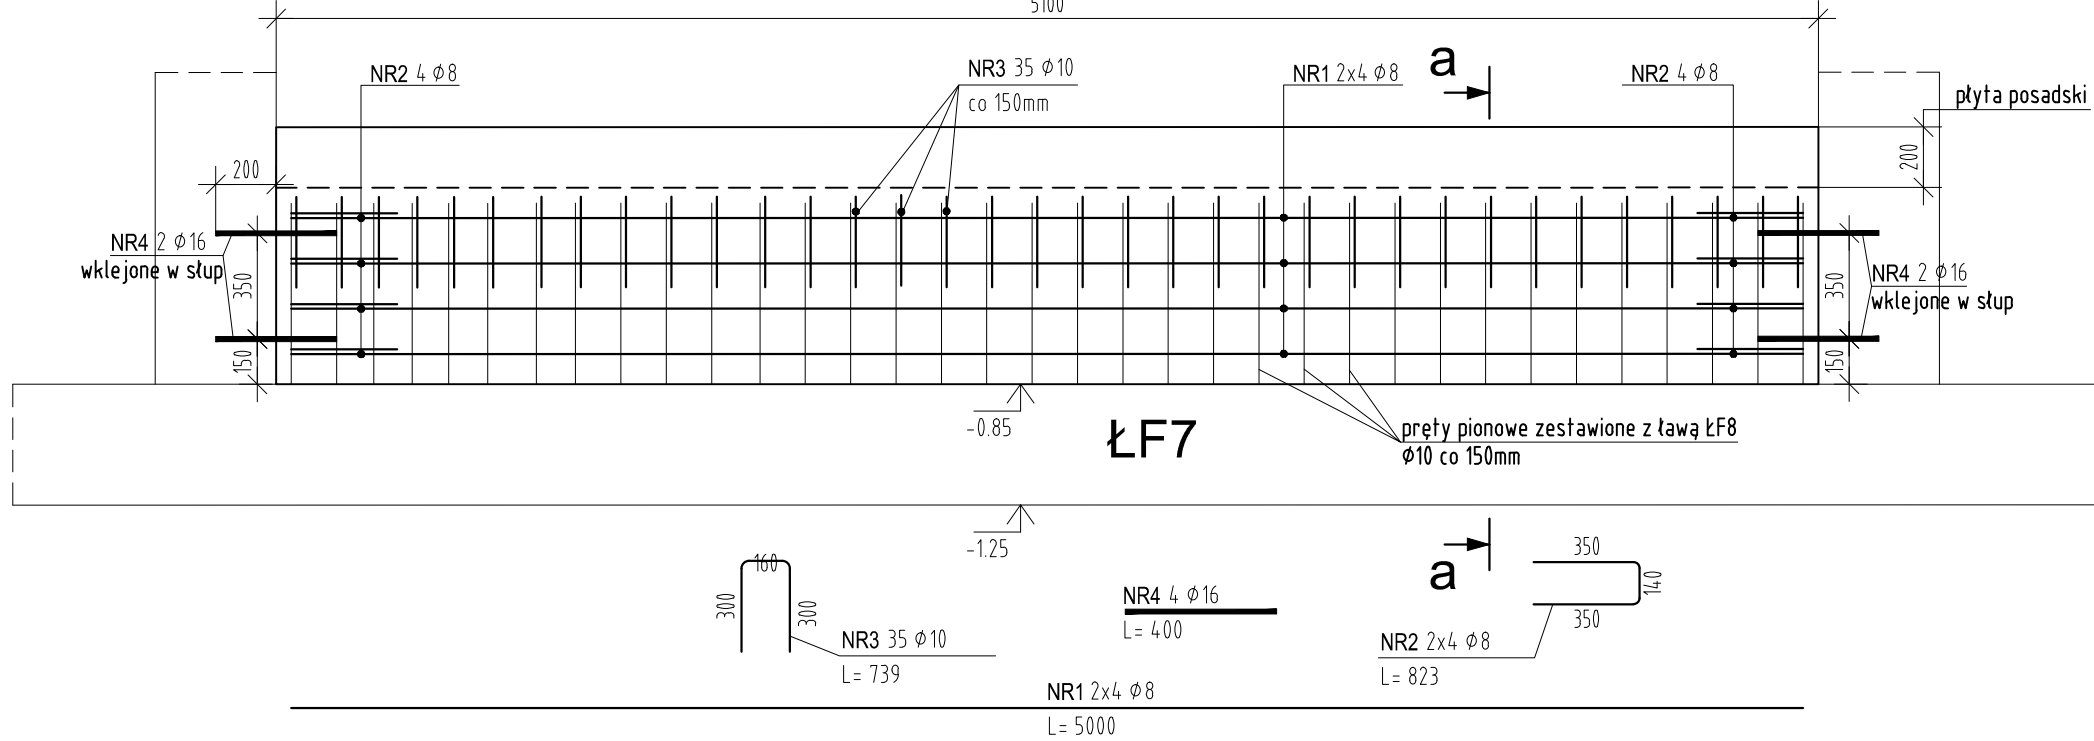 5100
a
NR2 4 ϕ8
NR3 35 ϕ10
co 150mm
NR1 2x4 ϕ8
NR2 4 ϕ8
płyta posadski
200
200
NR4 2 ϕ16
wklejone w słup
350
150
350
150
NR4 2 ϕ16
wklejone w słup
-0.85
ŁF7
pręty pionowe zestawione z ławą ŁF8
ϕ10 co 150mm
-1.25
a
160
300
300
NR3 35 ϕ10
L= 739
NR4 4 ϕ16
L= 400
350
140
350
NR2 2x4 ϕ8
L= 823
NR1 2x4 ϕ8
L= 5000